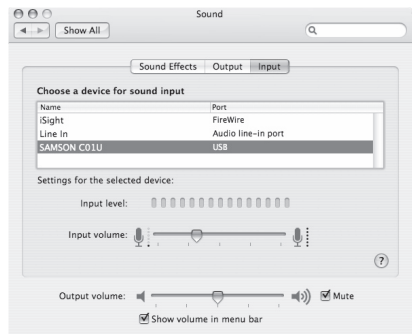 Sound
Show All
Sound Effects Output Input
Choose a device for sound input
Name Port
iSight FireWire
Line In Audio line-in port
SAMSON C01U USB
Settings for the selected device:
Input level:
Input volume:
?
Output volume: Mute
Show volume in menu bar